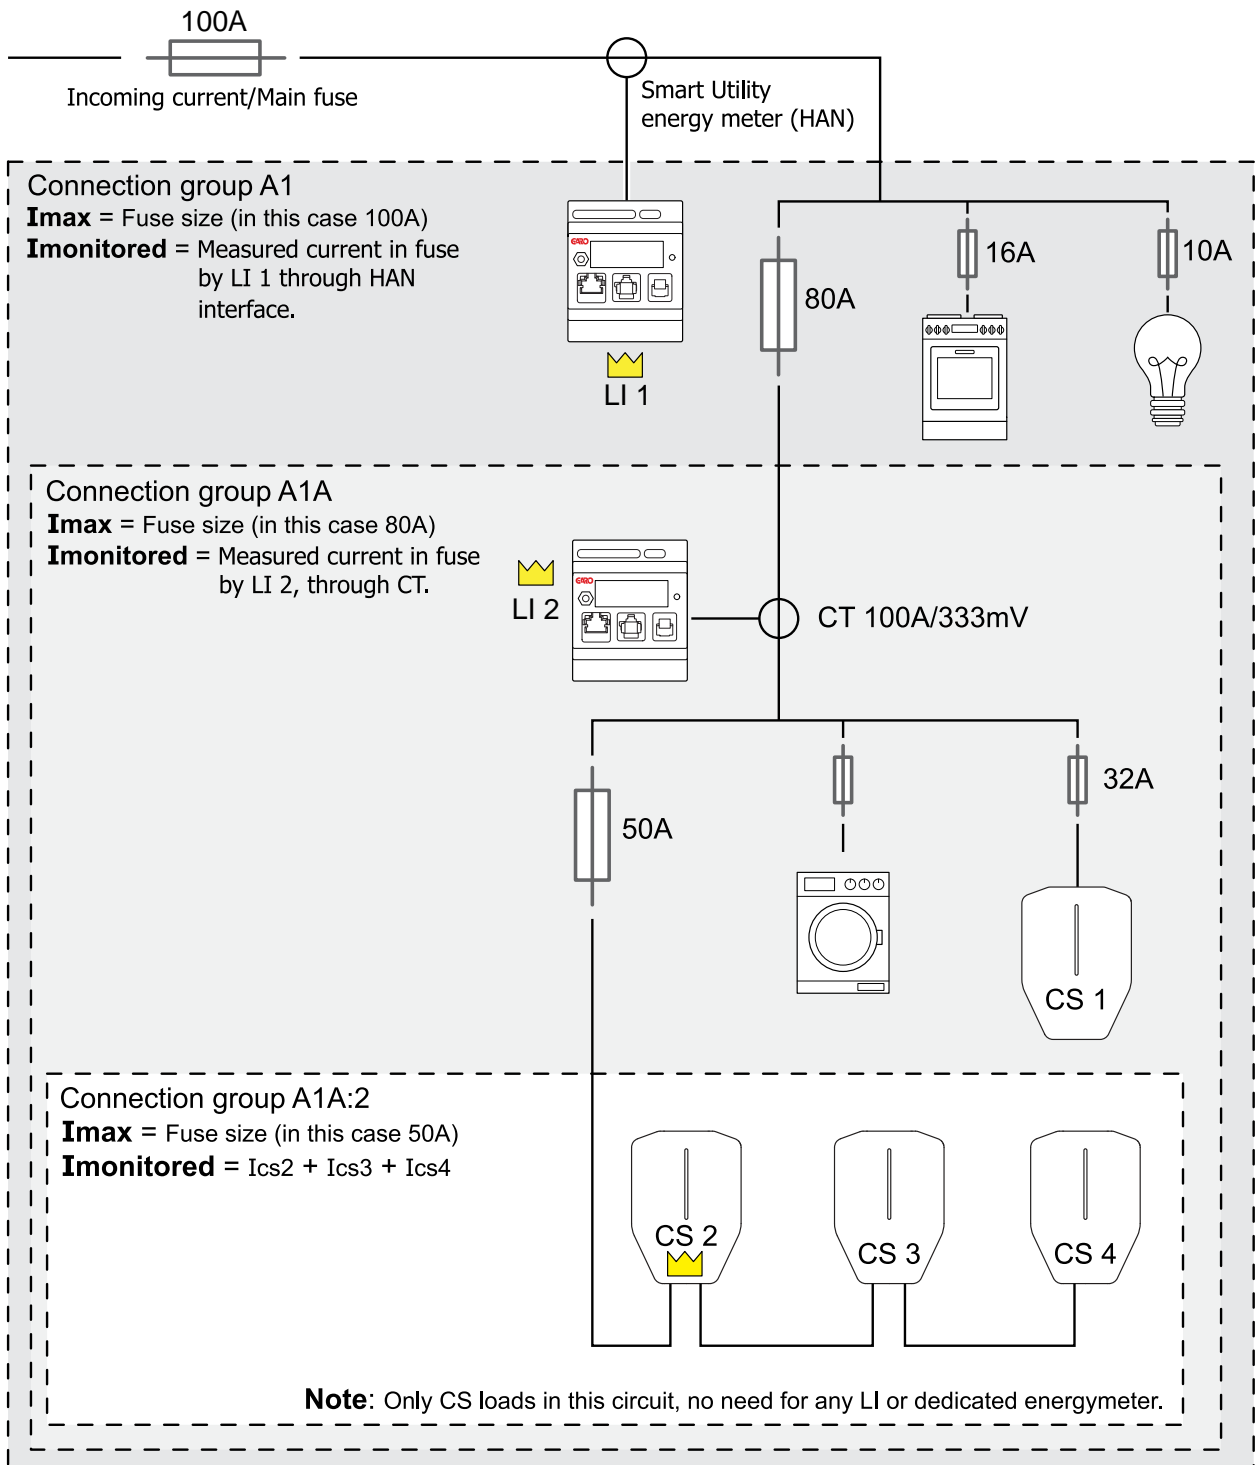 100A
Incoming current/Main fuse
Smart Utility
energy meter (HAN)
Connection group A1
Imax = Fuse size (in this case 100A)
Imonitored = Measured current in fuse
by LI 1 through HAN
interface.
GARO
LI 1
80A
16A
10A
Connection group A1A
Imax = Fuse size (in this case 80A)
Imonitored = Measured current in fuse
by LI 2, through CT.
LI 2
GARO
CT 100A/333mV
50A
32A
CS 1
Connection group A1A:2
Imax = Fuse size (in this case 50A)
Imonitored = Ics2 + Ics3 + Ics4
CS 2
CS 3
CS 4
Note: Only CS loads in this circuit, no need for any LI or dedicated energymeter.